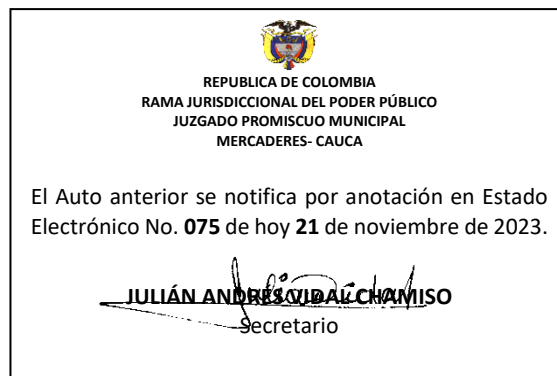 REPUBLICA DE COLOMBIA
RAMA JURISDICCIONAL DEL PODER PÚBLICO
JUZGADO PROMISCUO MUNICIPAL
MERCADERES- CAUCA
El Auto anterior se notifica por anotación en Estado
Electrónico No. 075 de hoy 21 de noviembre de 2023.
JULIÁN ANDRÉS VIDAL CHAMISO
Secretario